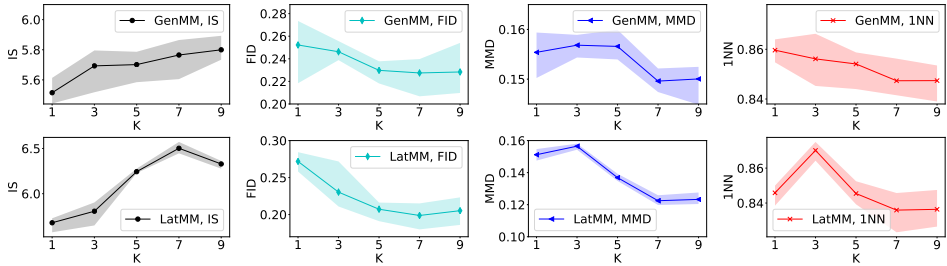 6.0
5.8
5.6
IS
GenMM, IS
1 3 5 7 9
K
0.28
0.26
0.24
0.22
0.20
FID
GenMM, FID
1 3 5 7 9
K
0.16
0.15
MMD
GenMM, MMD
1 3 5 7 9
K
0.86
0.84
1NN
GenMM, 1NN
1 3 5 7 9
K
6.5
6.0
IS
LatMM, IS
1 3 5 7 9
K
0.30
0.25
0.20
FID
LatMM, FID
1 3 5 7 9
K
0.16
0.14
0.12
0.10
MMD
LatMM, MMD
1 3 5 7 9
K
0.86
0.84
1NN
LatMM, 1NN
1 3 5 7 9
K